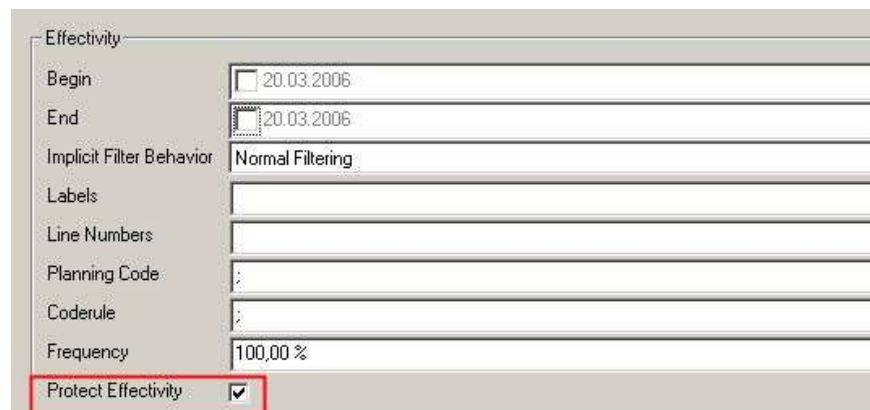 Effectivity
Begin 20.03.2006
End 20.03.2006
Implicit Filter Behavior Normal Filtering
Labels
Line Numbers
Planning Code ;
Coderule ;
Frequency 100,00 %
Protect Effectivity